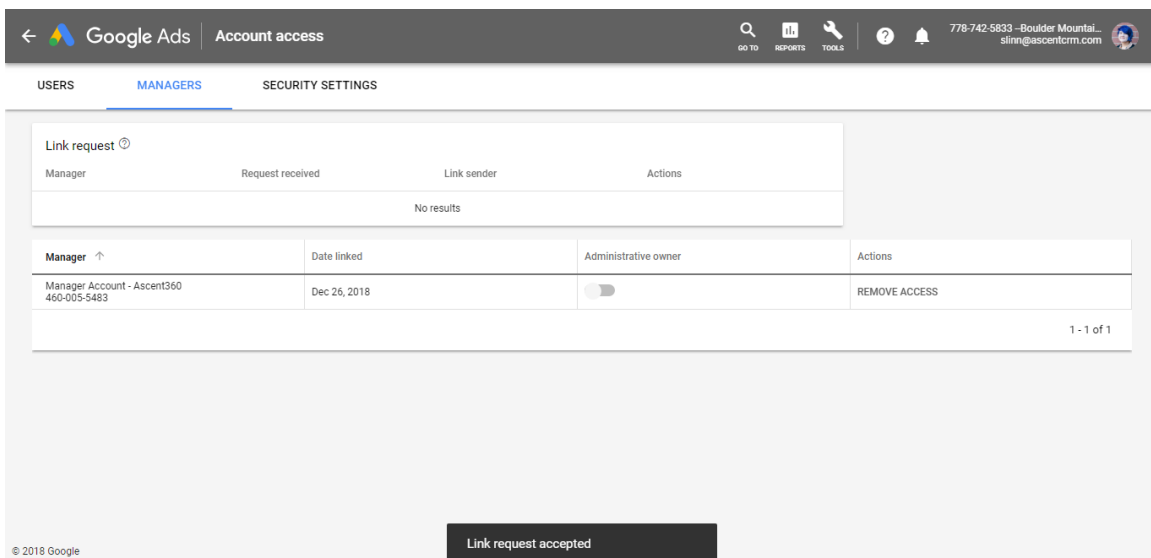 Google Ads Account access
GO TO REPORTS TOOLS
778-742-5833 –Boulder Mountai...
slinn@ascentcrm.com
USERS MANAGERS SECURITY SETTINGS
Link request
Manager Request received Link sender Actions
No results
Manager Date linked Administrative owner Actions
Manager Account - Ascent360
460-005-5483
Dec 26, 2018
REMOVE ACCESS
1 - 1 of 1
Link request accepted
© 2018 Google